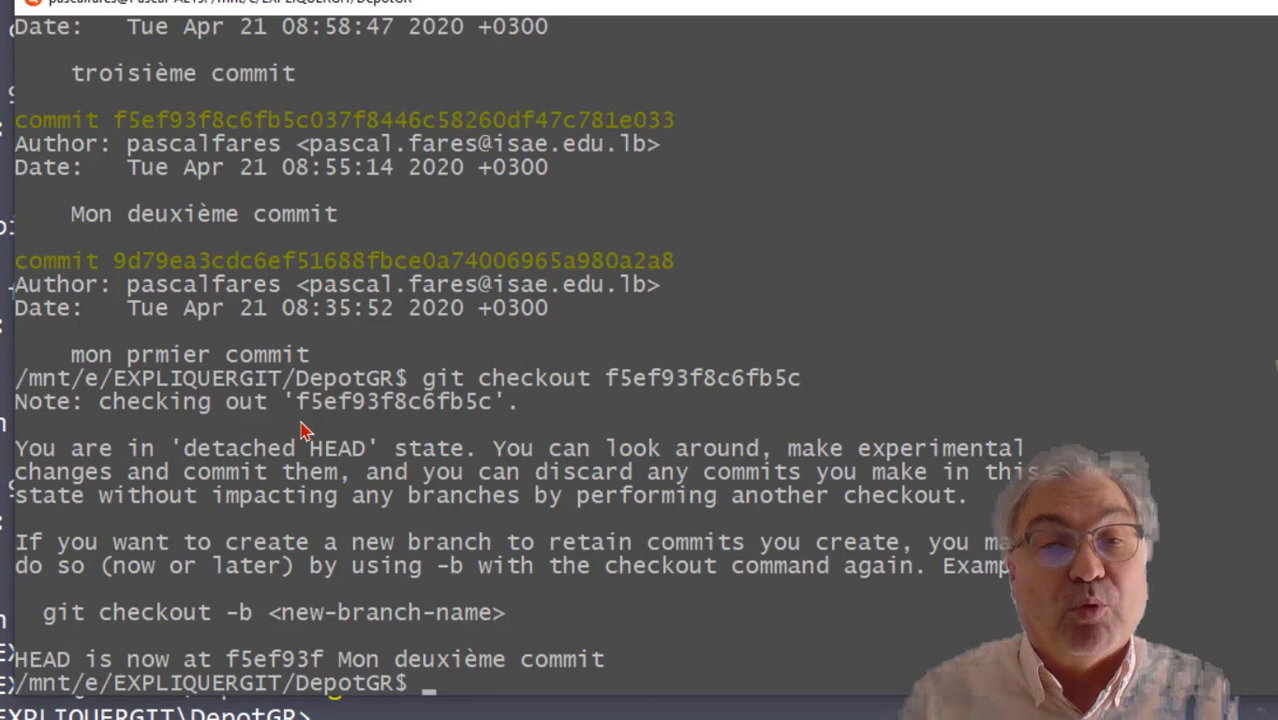 Date:   Tue Apr 21 08:58:47 2020 +0300
troisième commit
commit f5ef93f8c6fb5c037f8446c58260df47c781e033
Author: pascalfares <pascal.fares@isae.edu.lb>
Date:   Tue Apr 21 08:55:14 2020 +0300
Mon deuxième commit
commit 9d79ea3cdc6ef51688fbce0a74006965a980a2a8
Author: pascalfares <pascal.fares@isae.edu.lb>
Date:   Tue Apr 21 08:35:52 2020 +0300
mon prmier commit
/mnt/e/EXPLIQUERGIT/DepotGR$ git checkout f5ef93f8c6fb5c
Note: checking out 'f5ef93f8c6fb5c'.
You are in 'detached HEAD' state. You can look around, make experimental
changes and commit them, and you can discard any commits you make in this
state without impacting any branches by performing another checkout.
If you want to create a new branch to retain commits you create, you ma
do so (now or later) by using -b with the checkout command again. Examp
git checkout -b <new-branch-name>
HEAD is now at f5ef93f Mon deuxième commit
/mnt/e/EXPLIQUERGIT/DepotGR$
XPLIQUERGIT\DepotGR>